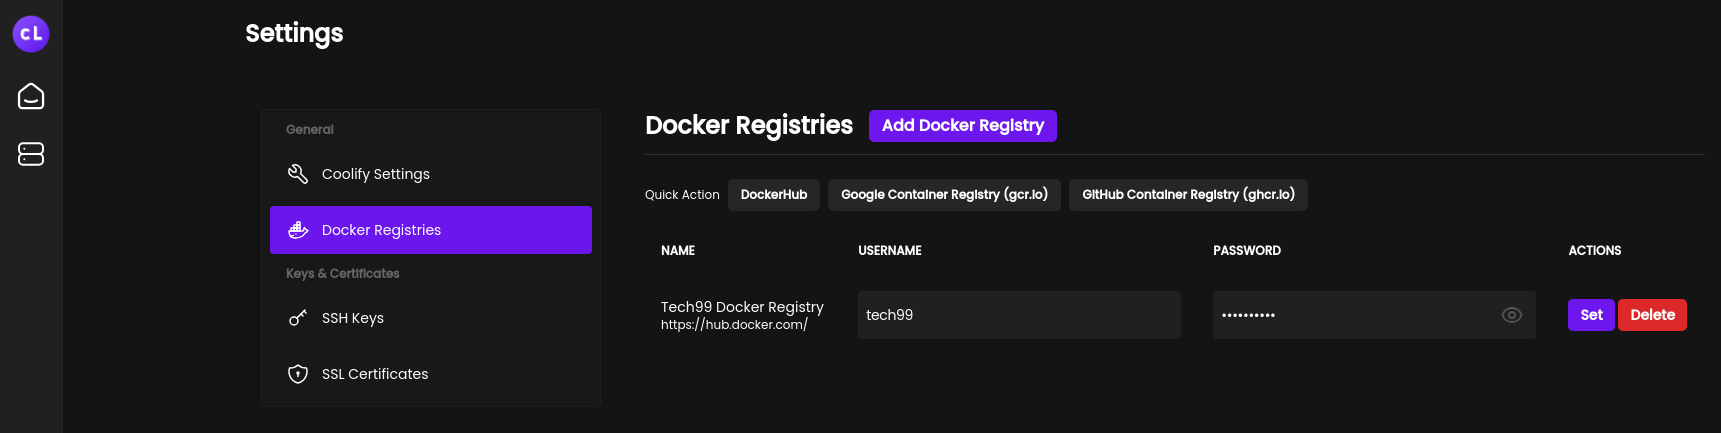 cL
Settings
General
Coolify Settings
Docker Registries
Keys & Certificates
SSH Keys
SSL Certificates
Docker Registries
Add Docker Registry
Quick Action
DockerHub
Google Container Registry (gcr.io)
GitHub Container Registry (ghcr.io)
NAME
USERNAME
PASSWORD
ACTIONS
Tech99 Docker Registry
https://hub.docker.com/
tech99
••••••••••
Set
Delete